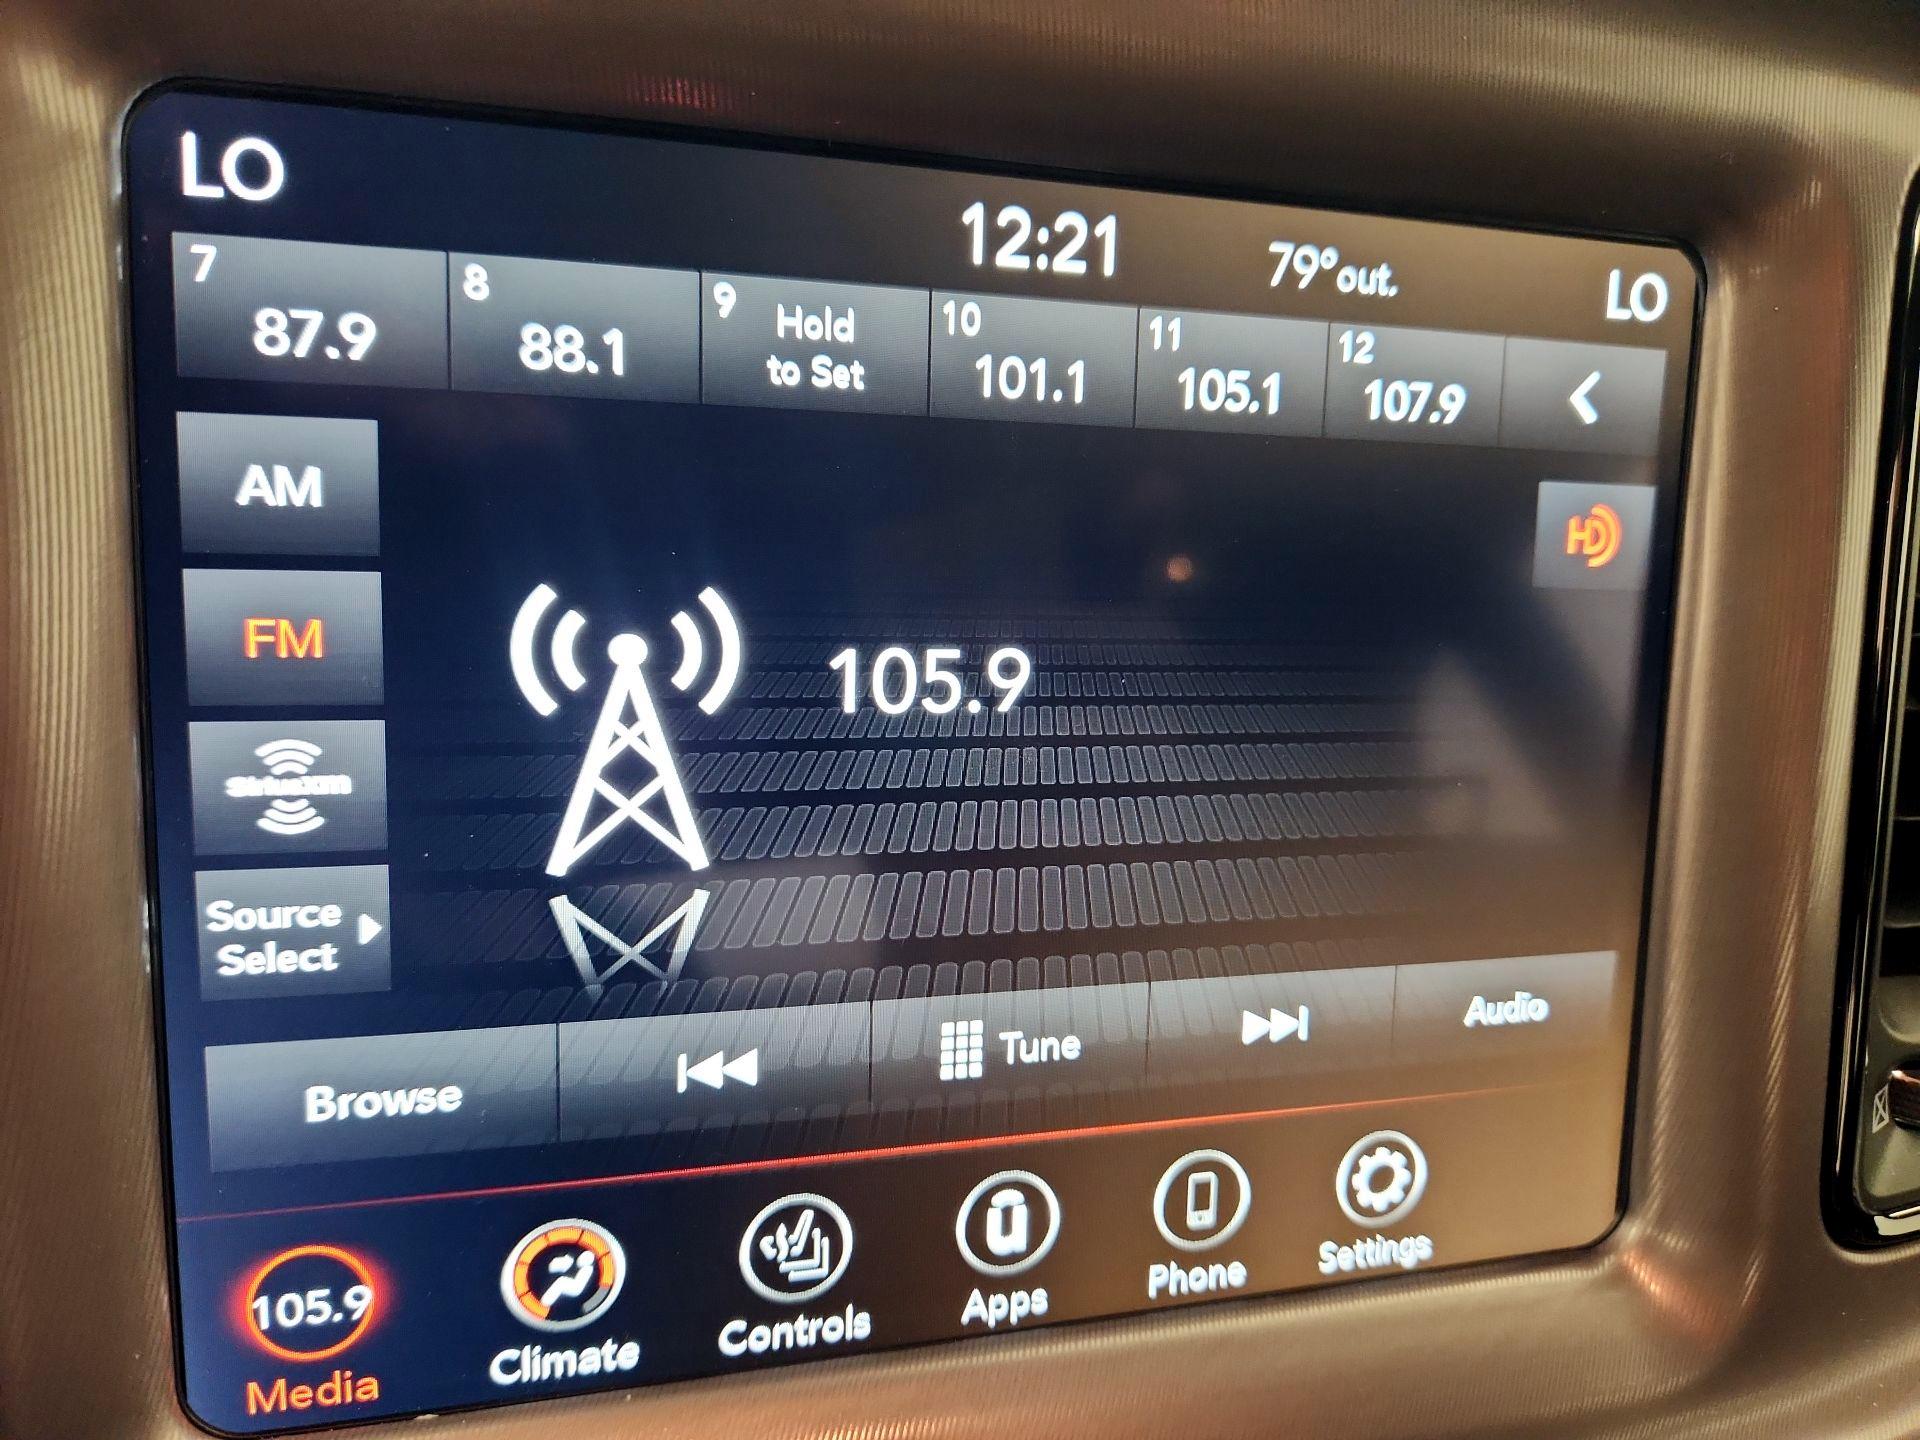 LO
12:21
79° out.
LO
7
87.9
8
88.1
9
Hold
to Set
10
101.1
11
105.1
12
107.9
AM
HD
FM
105.9
SiriusXM
Source
Select
Browse
Tune
Audio
105.9
Media
Climate
Controls
Apps
Phone
Settings